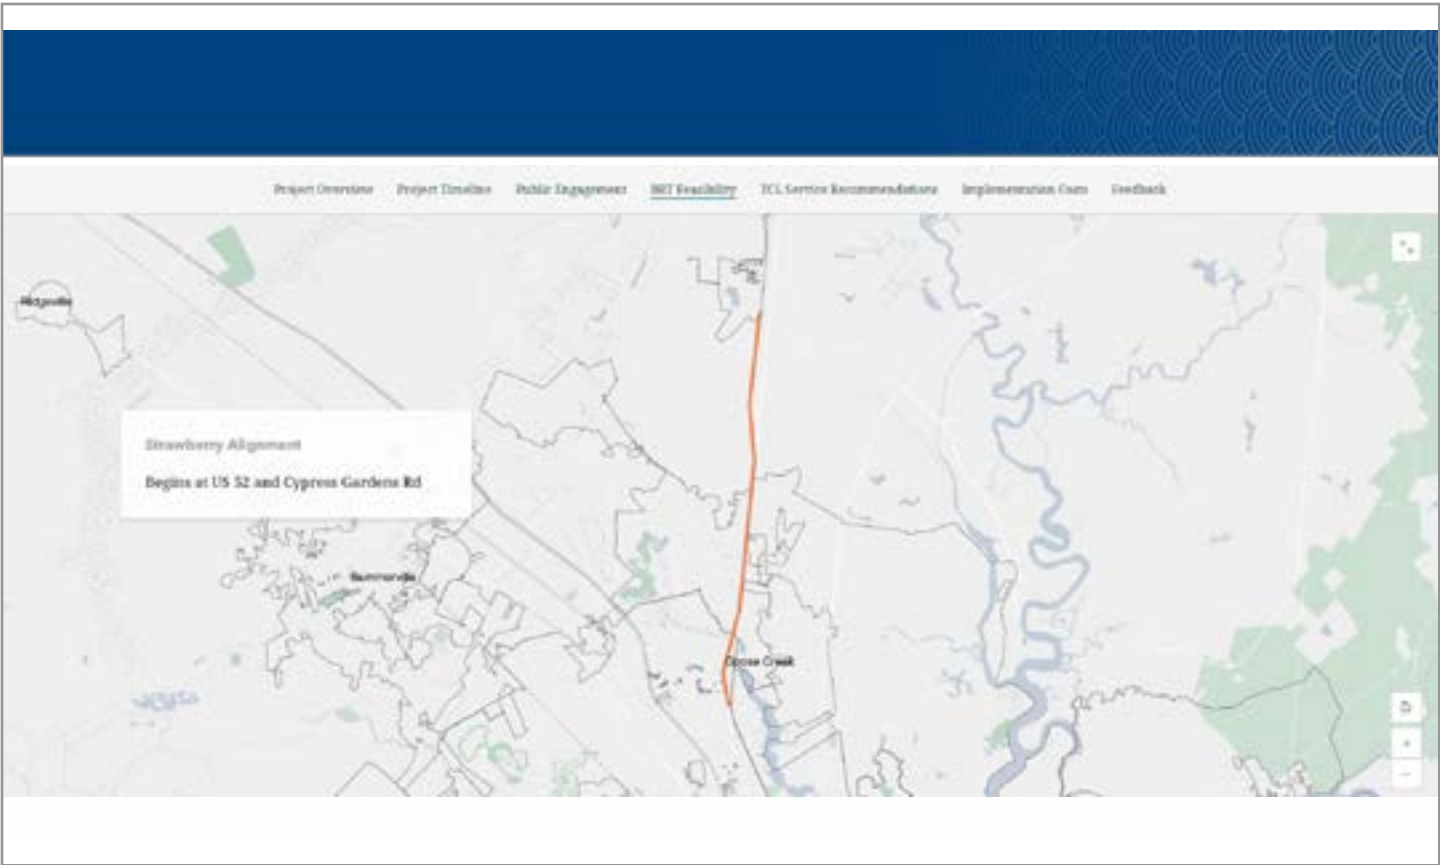 Project Overview Project Timeline Public Engagement BRT Feasibility TCL Service Recommendations Implementation Costs Feedback
Ridgeville
Strawberry Alignment
Begins at US 52 and Cypress Gardens Rd
Summerville
Goose Creek